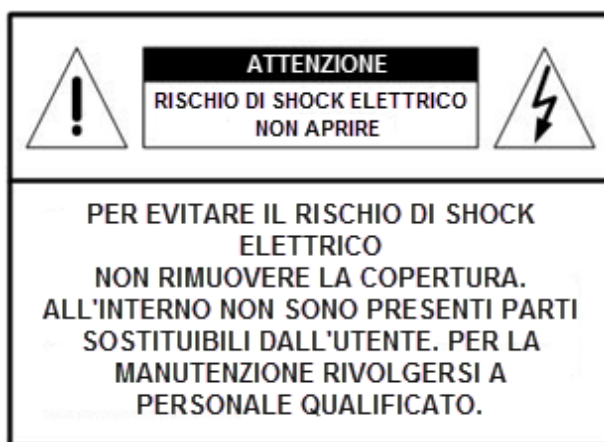 ATTENZIONE
RISCHIO DI SHOCK ELETTRICO
NON APRIRE
PER EVITARE IL RISCHIO DI SHOCK
ELETTRICO
NON RIMUOVERE LA COPERTURA.
ALL'INTERNO NON SONO PRESENTI PARTI
SOSTITUIBILI DALL'UTENTE. PER LA
MANUTENZIONE RIVOLGERSI A
PERSONALE QUALIFICATO.